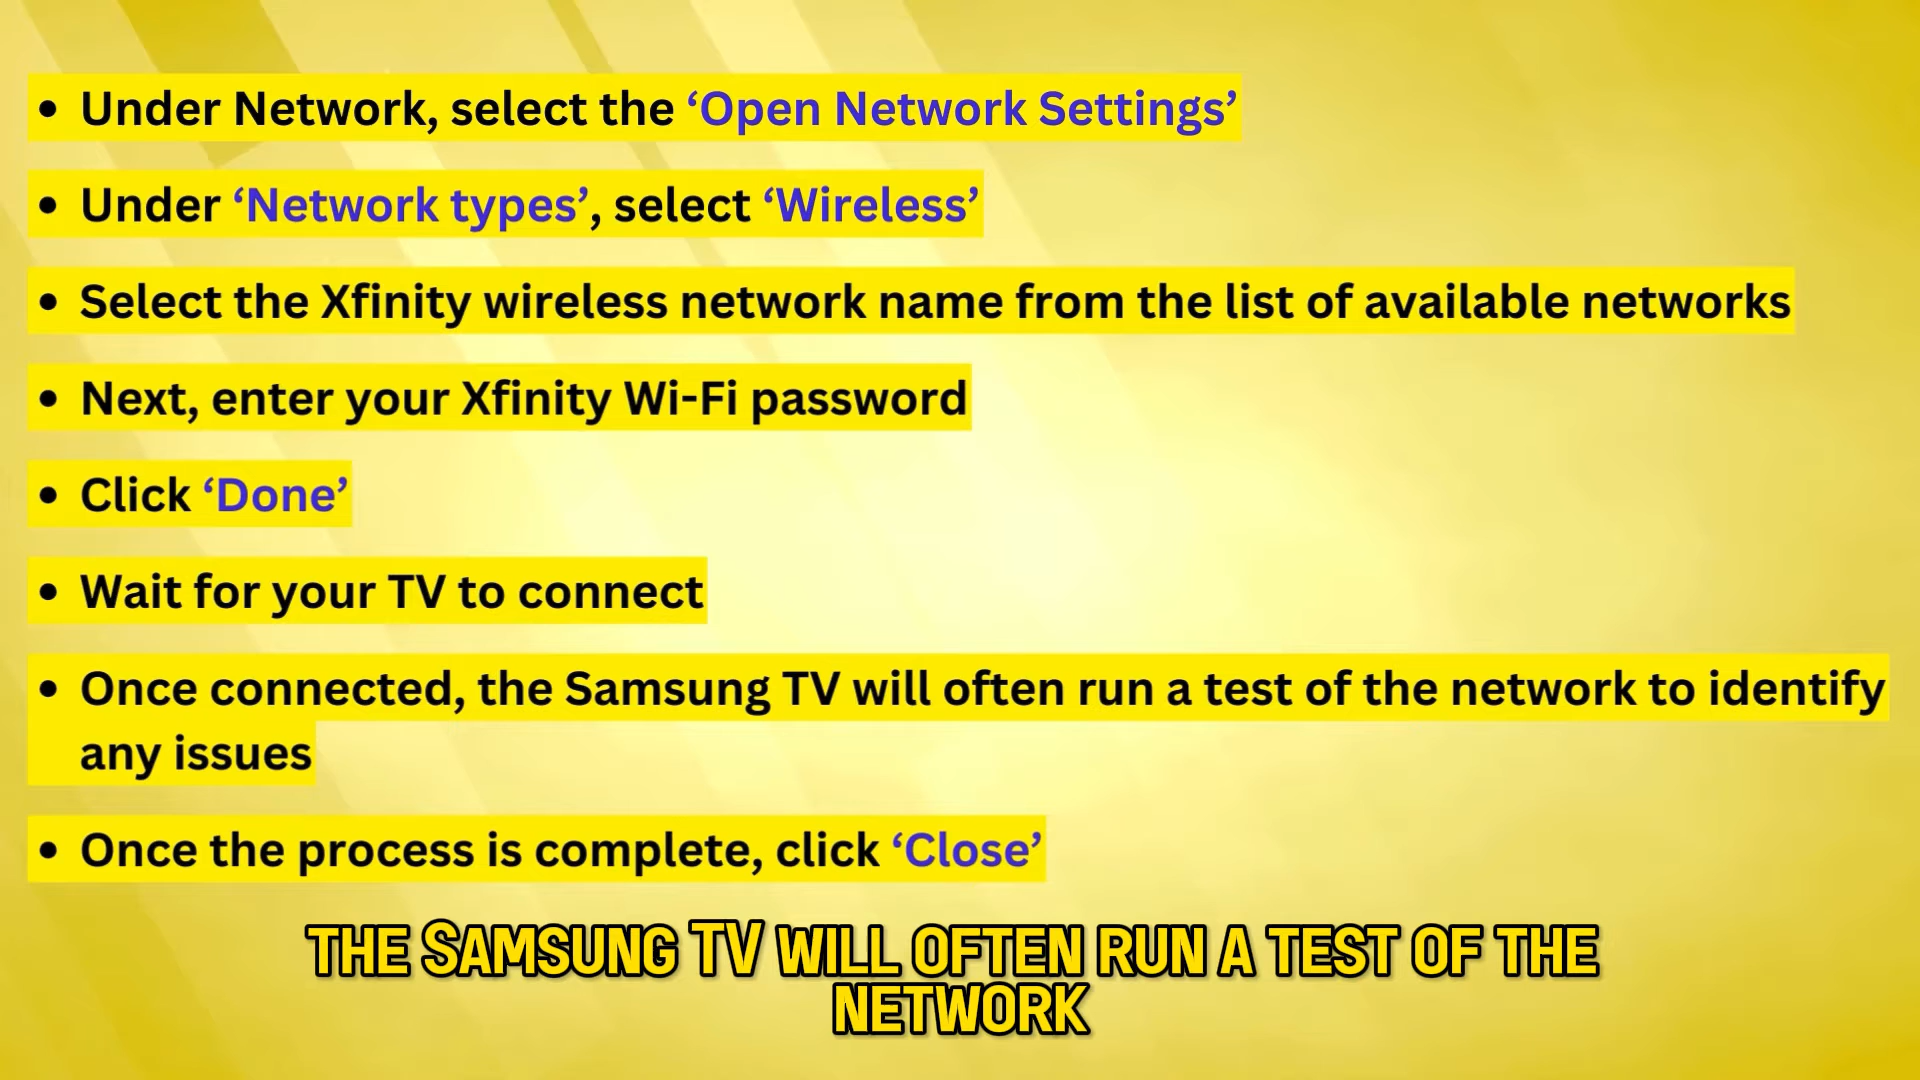 • Under Network, select the ‘Open Network Settings’
• Under ‘Network types’, select ‘Wireless’
• Select the Xfinity wireless network name from the list of available networks
• Next, enter your Xfinity Wi-Fi password
• Click ‘Done’
• Wait for your TV to connect
• Once connected, the Samsung TV will often run a test of the network to identify
any issues
• Once the process is complete, click ‘Close’
THE SAMSUNG TV WILL OFTEN RUN A TEST OF THE
NETWORK